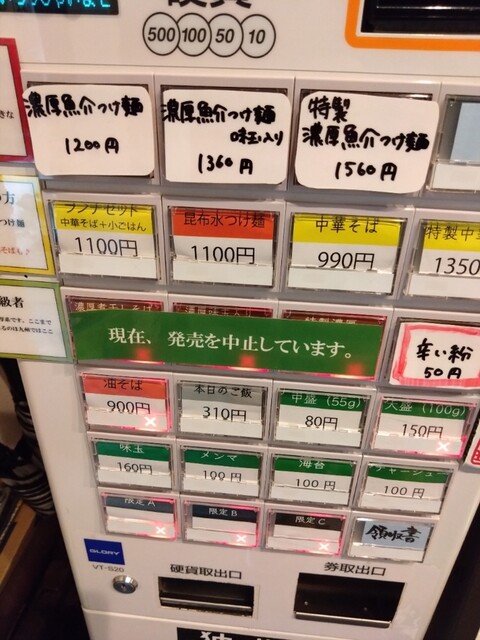 500 100 50 10
濃厚魚介つけ麺
1200円
濃厚魚介つけ麺
味玉入り
1360円
特製
濃厚魚介つけ麺
1560円
中華そば+小ごはん
1100円
昆布水つけ麺
1100円
中華そば
990円
特製中
1350
現在、発売を中止しています。
辛い粉
50円
油そば
900円
本日のご飯
310円
中盛 (55g)
80円
大盛 (100g)
150円
味玉
160円
メンマ
100円
海苔
100円
チャーシュー
100円
限定A
限定B
限定C
領収書
GLORY
VT-S20
硬貨取出口
券取出口